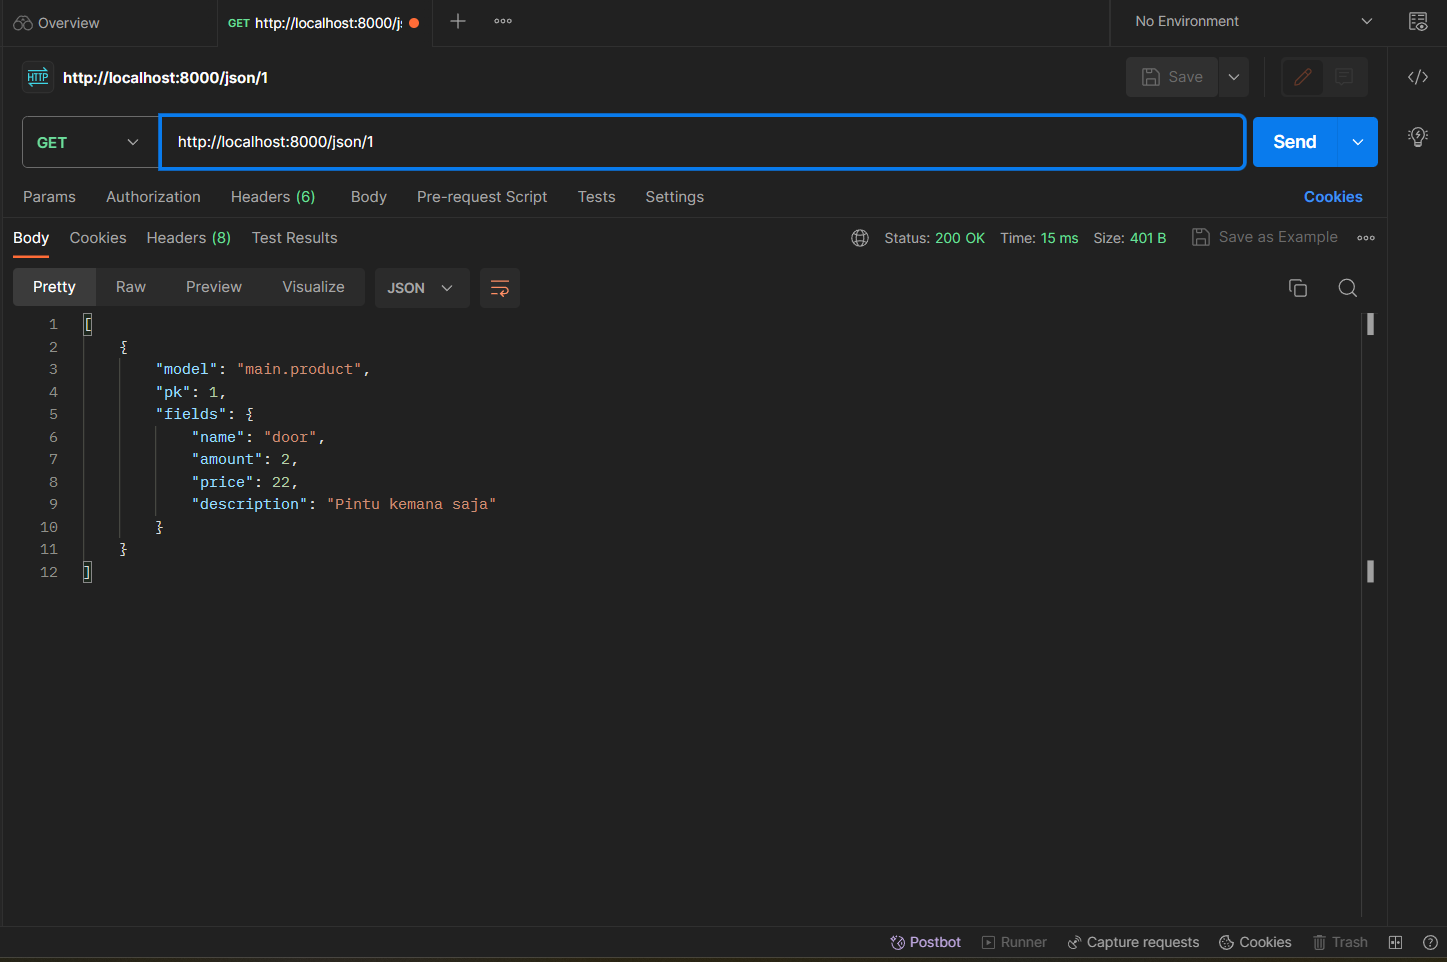 Overview
GET http://localhost:8000/j
No Environment
HTTP http://localhost:8000/json/1
Save
GET http://localhost:8000/json/1 Send
Params Authorization Headers (6) Body Pre-request Script Tests Settings Cookies
Body Cookies Headers (8) Test Results Status: 200 OK Time: 15 ms Size: 401 B Save as Example
Pretty Raw Preview Visualize JSON
1 [
2 {
3 "model": "main.product",
4 "pk": 1,
5 "fields": {
6 "name": "door",
7 "amount": 2,
8 "price": 22,
9 "description": "Pintu kemana saja"
10 }
11 }
12 ]
Postbot Runner Capture requests Cookies Trash